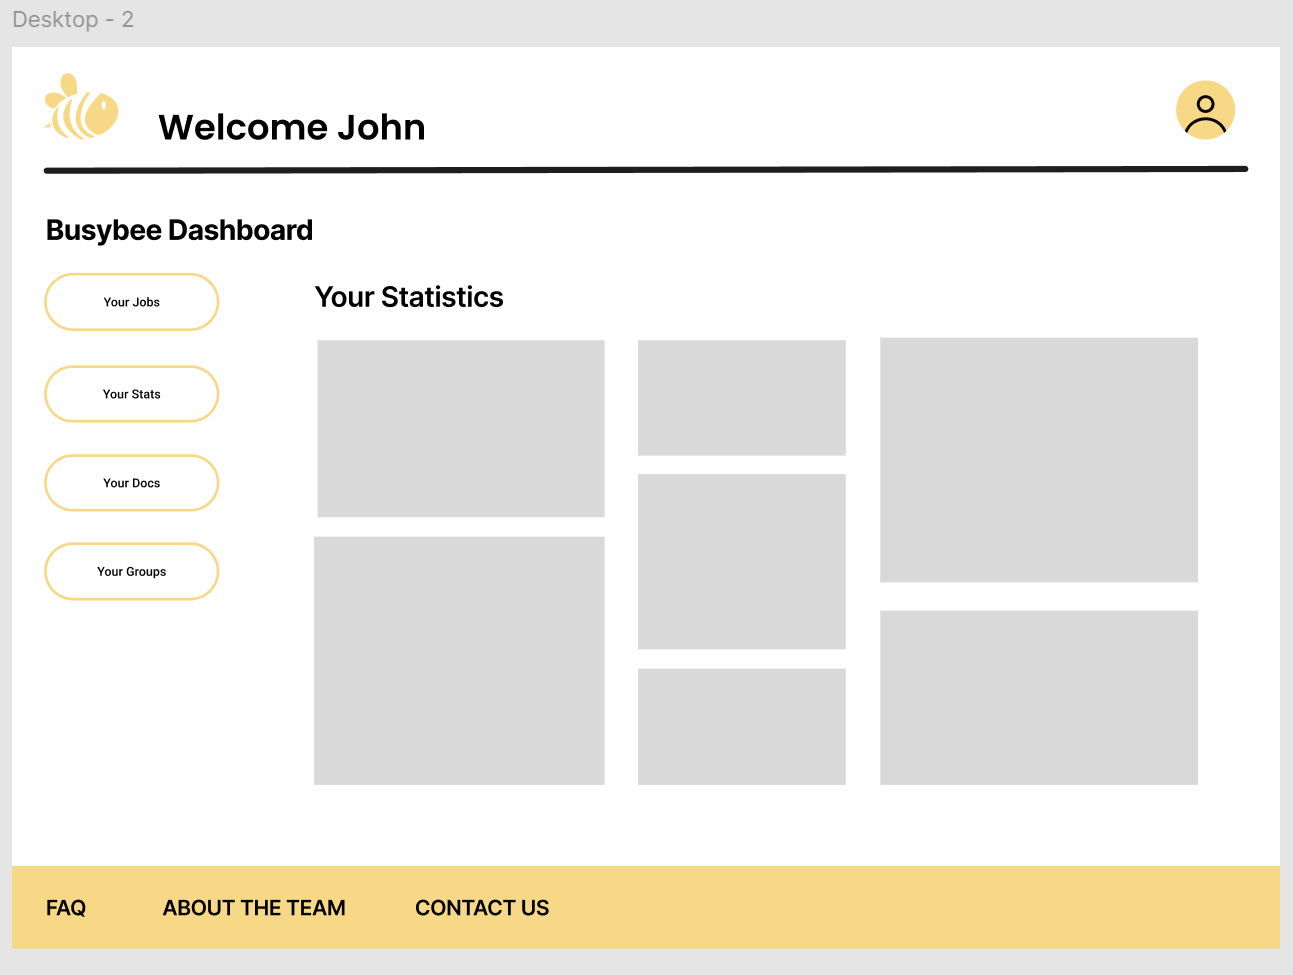 Desktop - 2
Welcome John
Busybee Dashboard
Your Jobs
Your Stats
Your Docs
Your Groups
Your Statistics
FAQ
ABOUT THE TEAM
CONTACT US